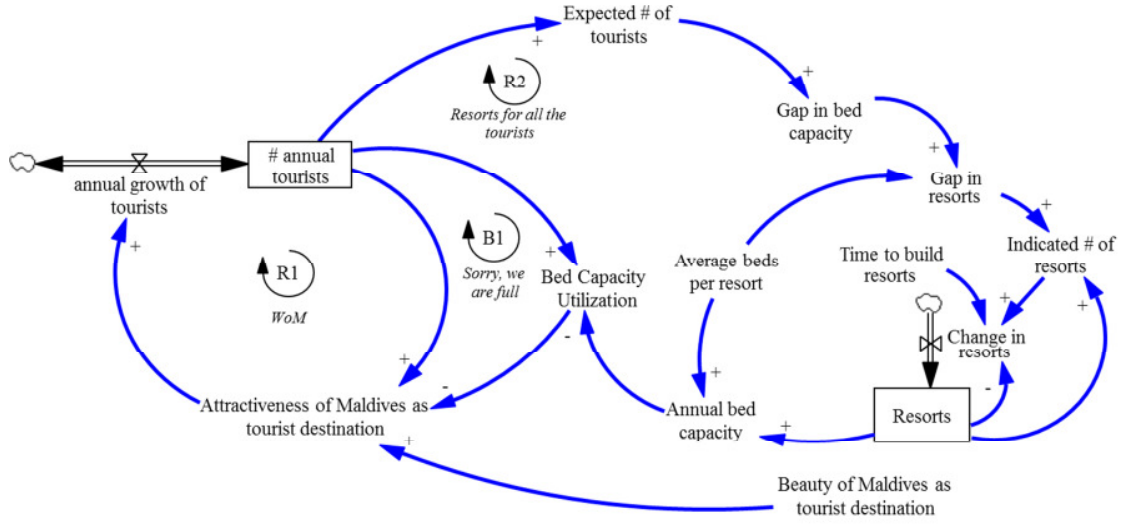 Expected # of
tourists
+
R2
Resorts for all the
tourists
+
Gap in bed
capacity
# annual
tourists
annual growth of
tourists
+
+
Gap in
resorts
+
B1
Sorry, we
are full
+
Bed Capacity
Utilization
Average beds
per resort
Time to build
resorts
Indicated # of
resorts
R1
WoM
-
+
+
Change in
resorts
-
+
-
+
Attractiveness of Maldives as
tourist destination
+
Annual bed
capacity
+
Resorts
+
Beauty of Maldives as
tourist destination